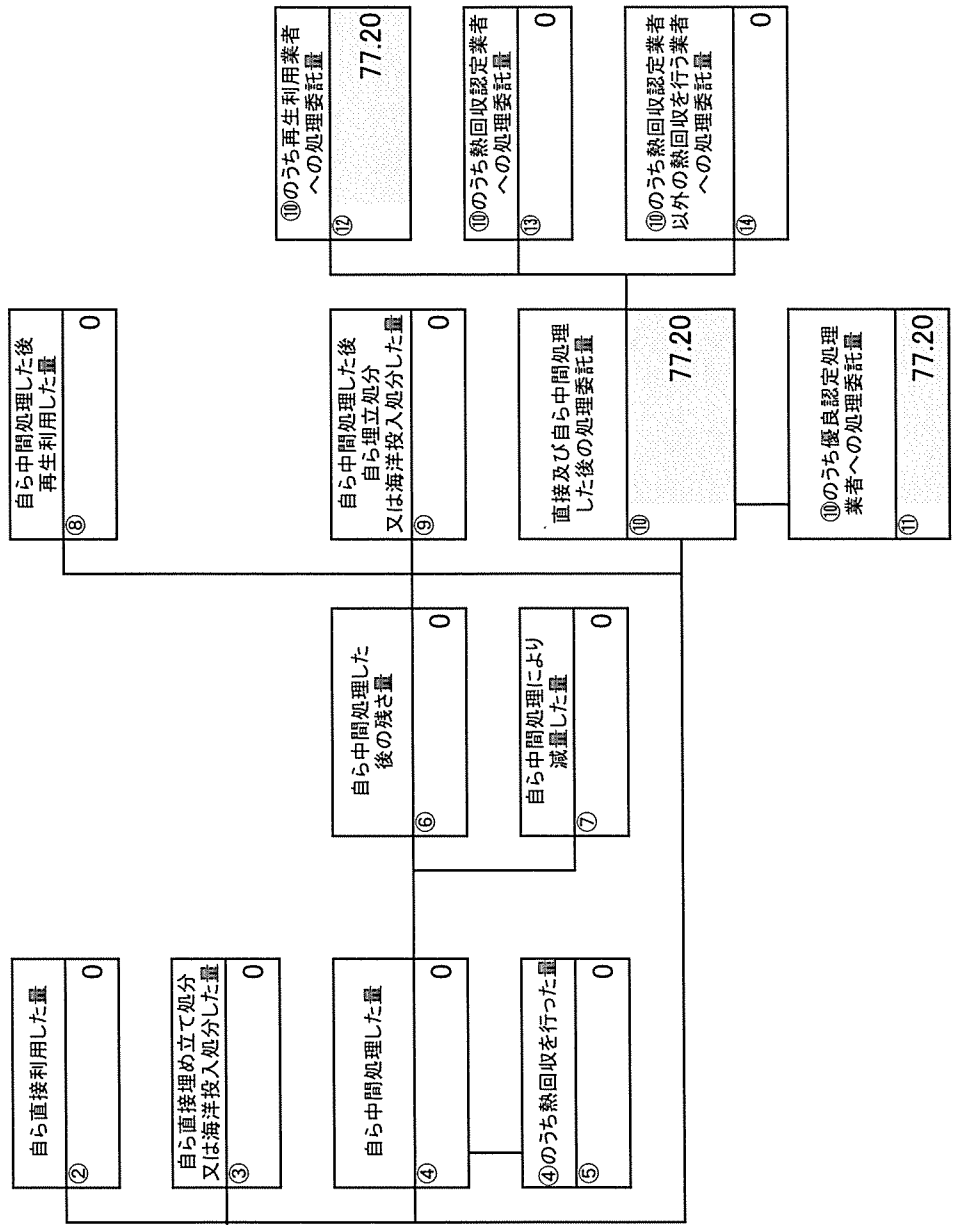 自ら直接利用した量
②
0
自ら直接埋め立て処分
又は海洋投入処分した量
③
0
自ら中間処理した量
④
0
④のうち熱回収を行った量
⑤
0
自ら中間処理した
後の残さ量
⑥
0
自ら中間処理により
減量した量
⑦
0
自ら中間処理した後
再生利用した量
⑧
0
自ら中間処理した後
自ら埋立処分
又は海洋投入処分した量
⑨
0
直接及び自ら中間処理
した後の処理委託量
⑩
77.20
⑩のうち優良認定処理
業者への処理委託量
⑪
77.20
⑩のうち再生利用業者
への処理委託量
⑫
77.20
⑩のうち熱回収認定業者
への処理委託量
⑬
0
⑩のうち熱回収認定業者
以外の熱回収を行う業者
への処理委託量
⑭
0